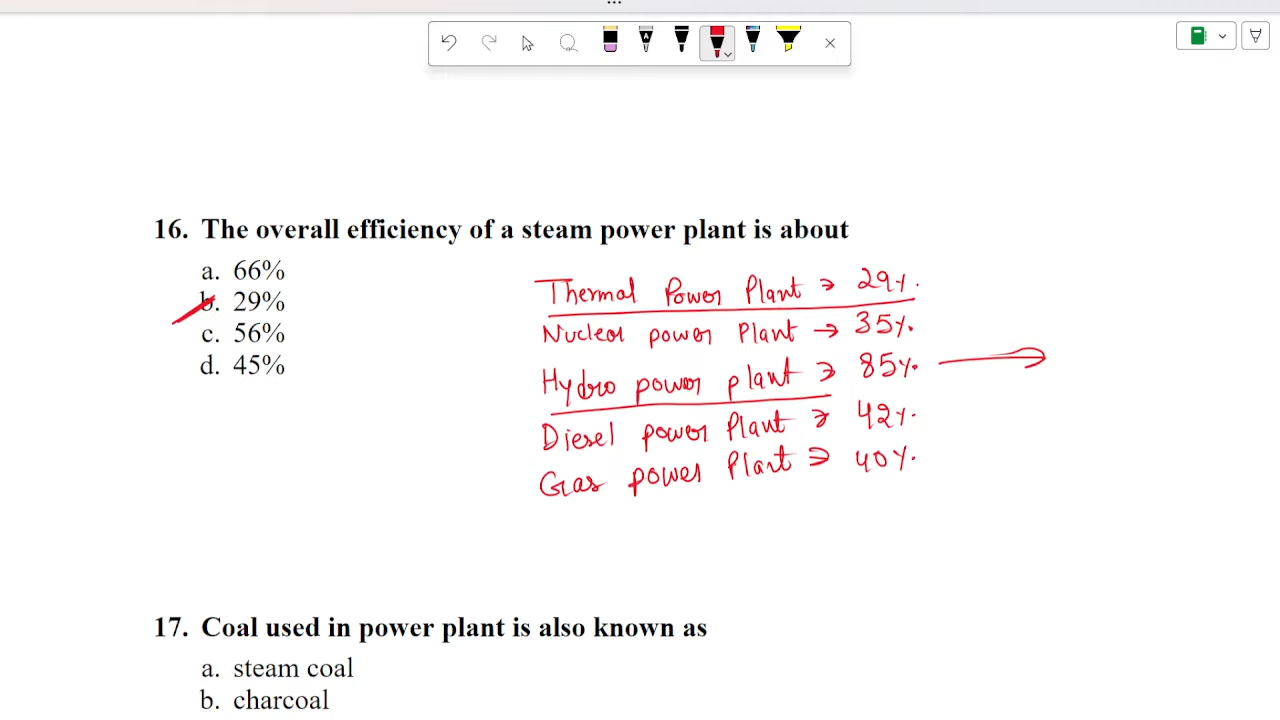 16. The overall efficiency of a steam power plant is about
a. 66%
b. 29%
c. 56%
d. 45%
Thermal Power Plant → 29%.
Nuclear power Plant → 35%.
Hydro power plant → 85%.
Diesel power Plant → 42%.
Gas power Plant → 40%.
17. Coal used in power plant is also known as
a. steam coal
b. charcoal